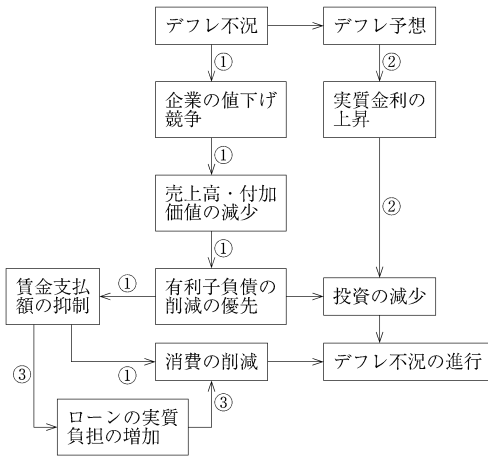 デフレ不況
デフレ予想
①
②
企業の値下げ
競争
実質金利の
上昇
①
売上高・付加
価値の減少
②
①
賃金支払
額の抑制
①
有利子負債の
削減の優先
投資の減少
③
①
消費の削減
デフレ不況の進行
③
ローンの実質
負担の増加